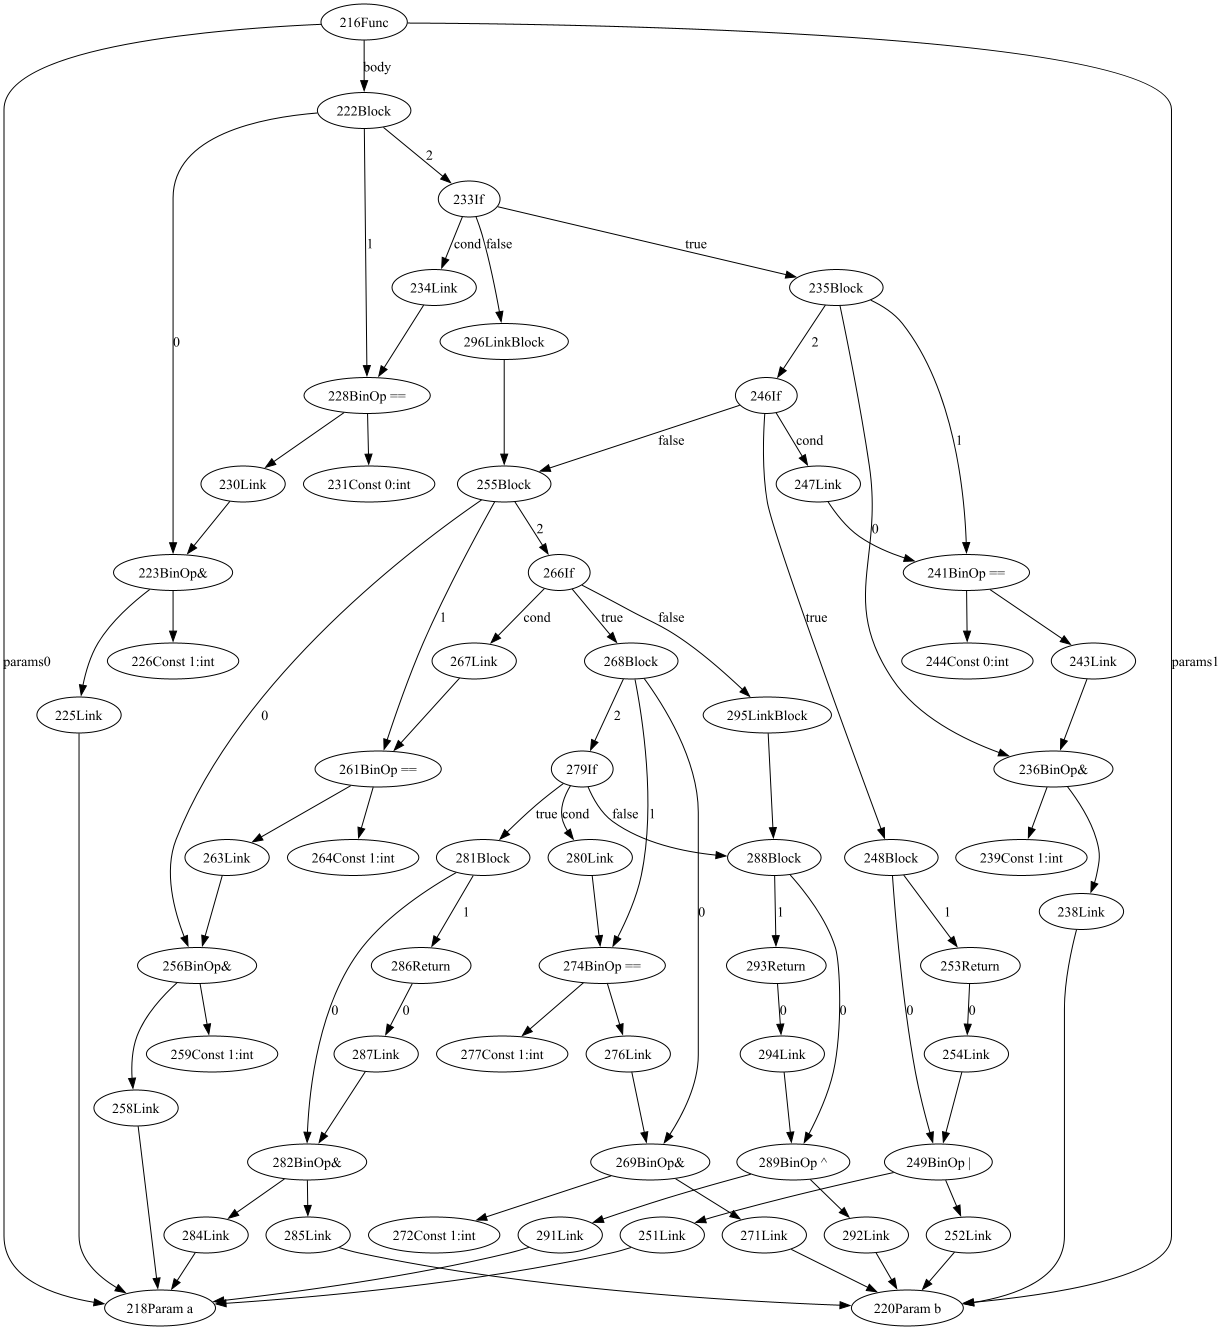 216Func
body
222Block
2
233If
cond
false
true
1
234Link
235Block
0
296LinkBlock
2
228BinOp ==
246If
false
cond
1
230Link
231Const 0:int
255Block
247Link
0
2
223BinOp&
266If
241BinOp ==
1
cond
true
false
true
params0
226Const 1:int
267Link
268Block
244Const 0:int
243Link
params1
225Link
0
2
295LinkBlock
261BinOp ==
279If
236BinOp&
true
cond
false
1
263Link
264Const 1:int
281Block
280Link
288Block
248Block
239Const 1:int
1
0
1
1
238Link
256BinOp&
286Return
274BinOp ==
293Return
253Return
0
0
0
0
0
0
259Const 1:int
287Link
277Const 1:int
276Link
294Link
254Link
258Link
282BinOp&
269BinOp&
289BinOp ^
249BinOp |
284Link
285Link
272Const 1:int
291Link
251Link
271Link
292Link
252Link
218Param a
220Param b